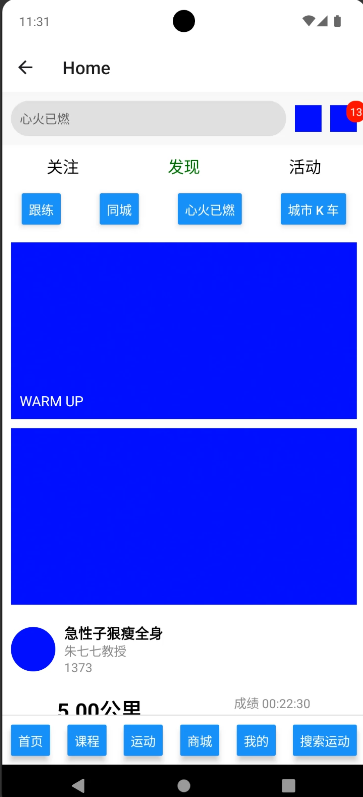 11:31
Home
心火已燃
13
关注 发现 活动
跟练 同城 心火已燃 城市 K 车
WARM UP
急性子狠瘦全身
朱七七教授
1373
成绩 00:22:30
5.00公里
首页 课程 运动 商城 我的 搜索运动